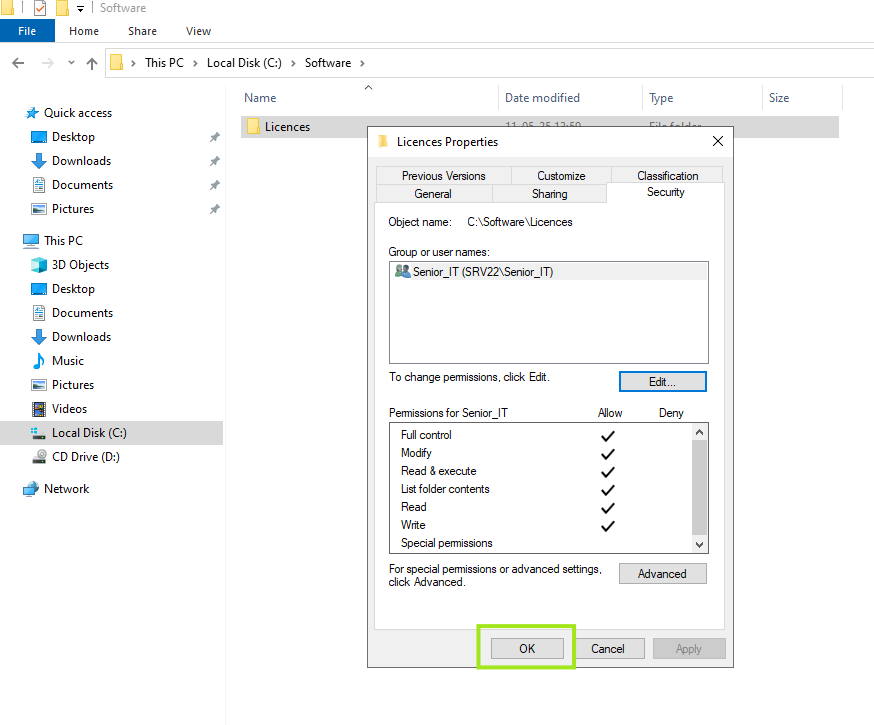 Software
File Home Share View
This PC Local Disk (C:) Software
Name Date modified Type Size
Quick access
Desktop
Downloads
Documents
Pictures
This PC
3D Objects
Desktop
Documents
Downloads
Music
Pictures
Videos
Local Disk (C:)
CD Drive (D:)
Network
Licences 11-05-25 13:59 File folder
Licences Properties
Previous Versions Customize Classification
General Sharing Security
Object name: C:\Software\Licences
Group or user names:
Senior_IT (SRV22\Senior_IT)
To change permissions, click Edit. Edit...
Permissions for Senior_IT Allow Deny
Full control
Modify
Read & execute
List folder contents
Read
Write
Special permissions
For special permissions or advanced settings,
click Advanced. Advanced
OK Cancel Apply